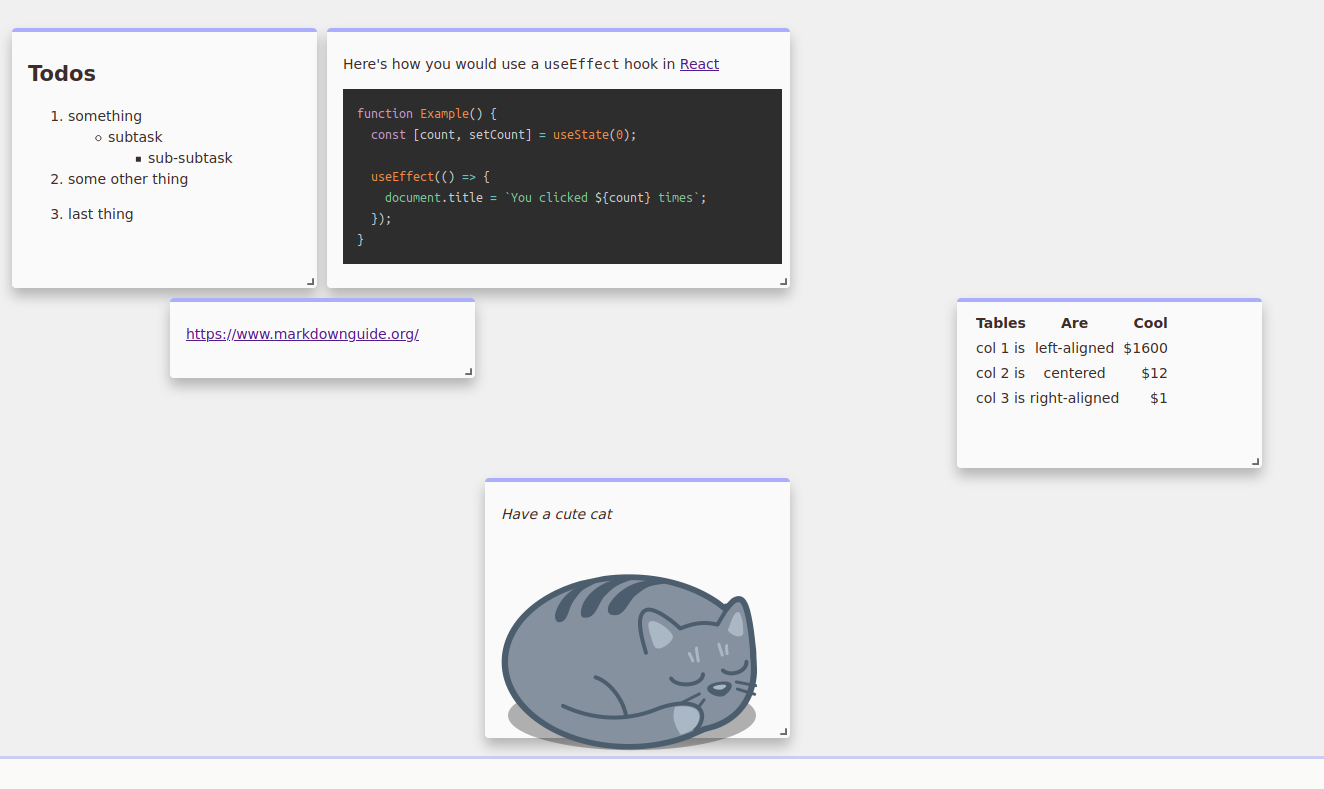 Todos
1. something
subtask
sub-subtask
2. some other thing
3. last thing
Here's how you would use a useEffect hook in React
function Example() {
  const [count, setCount] = useState(0);
  useEffect(() => {
    document.title = `You clicked ${count} times`;
  });
}
https://www.markdownguide.org/
Tables Are Cool
col 1 is left-aligned $1600
col 2 is centered $12
col 3 is right-aligned $1
Have a cute cat